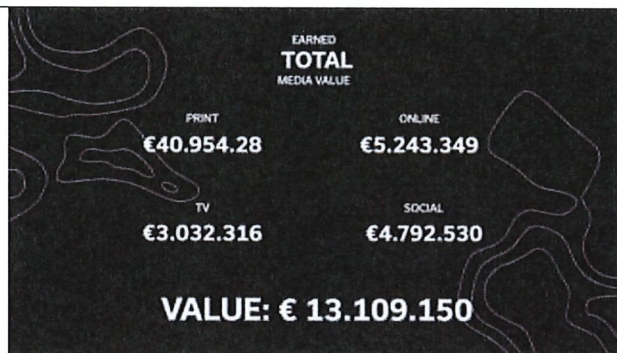 EARNED
TOTAL
MEDIA VALUE
PRINT
ONLINE
€40.954.28
€5.243.349
TV
SOCIAL
€3.032.316
€4.792.530
VALUE: € 13.109.150